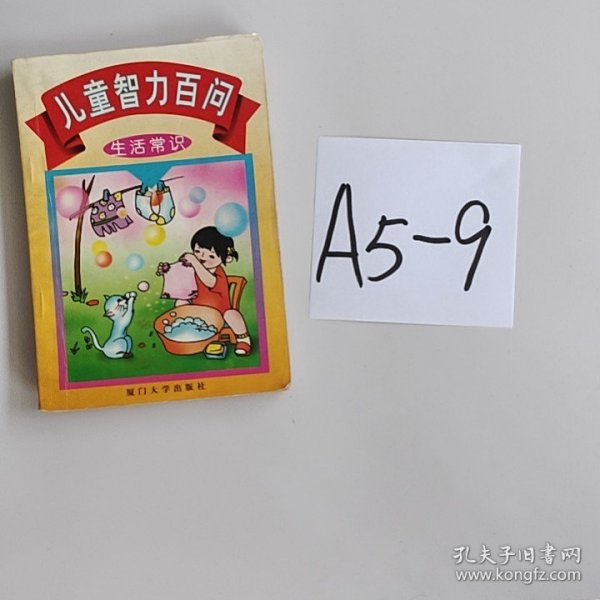 儿童智力百问
生活常识
厦门大学出版社
A5-9
孔夫子旧书网
www.kongfz.com